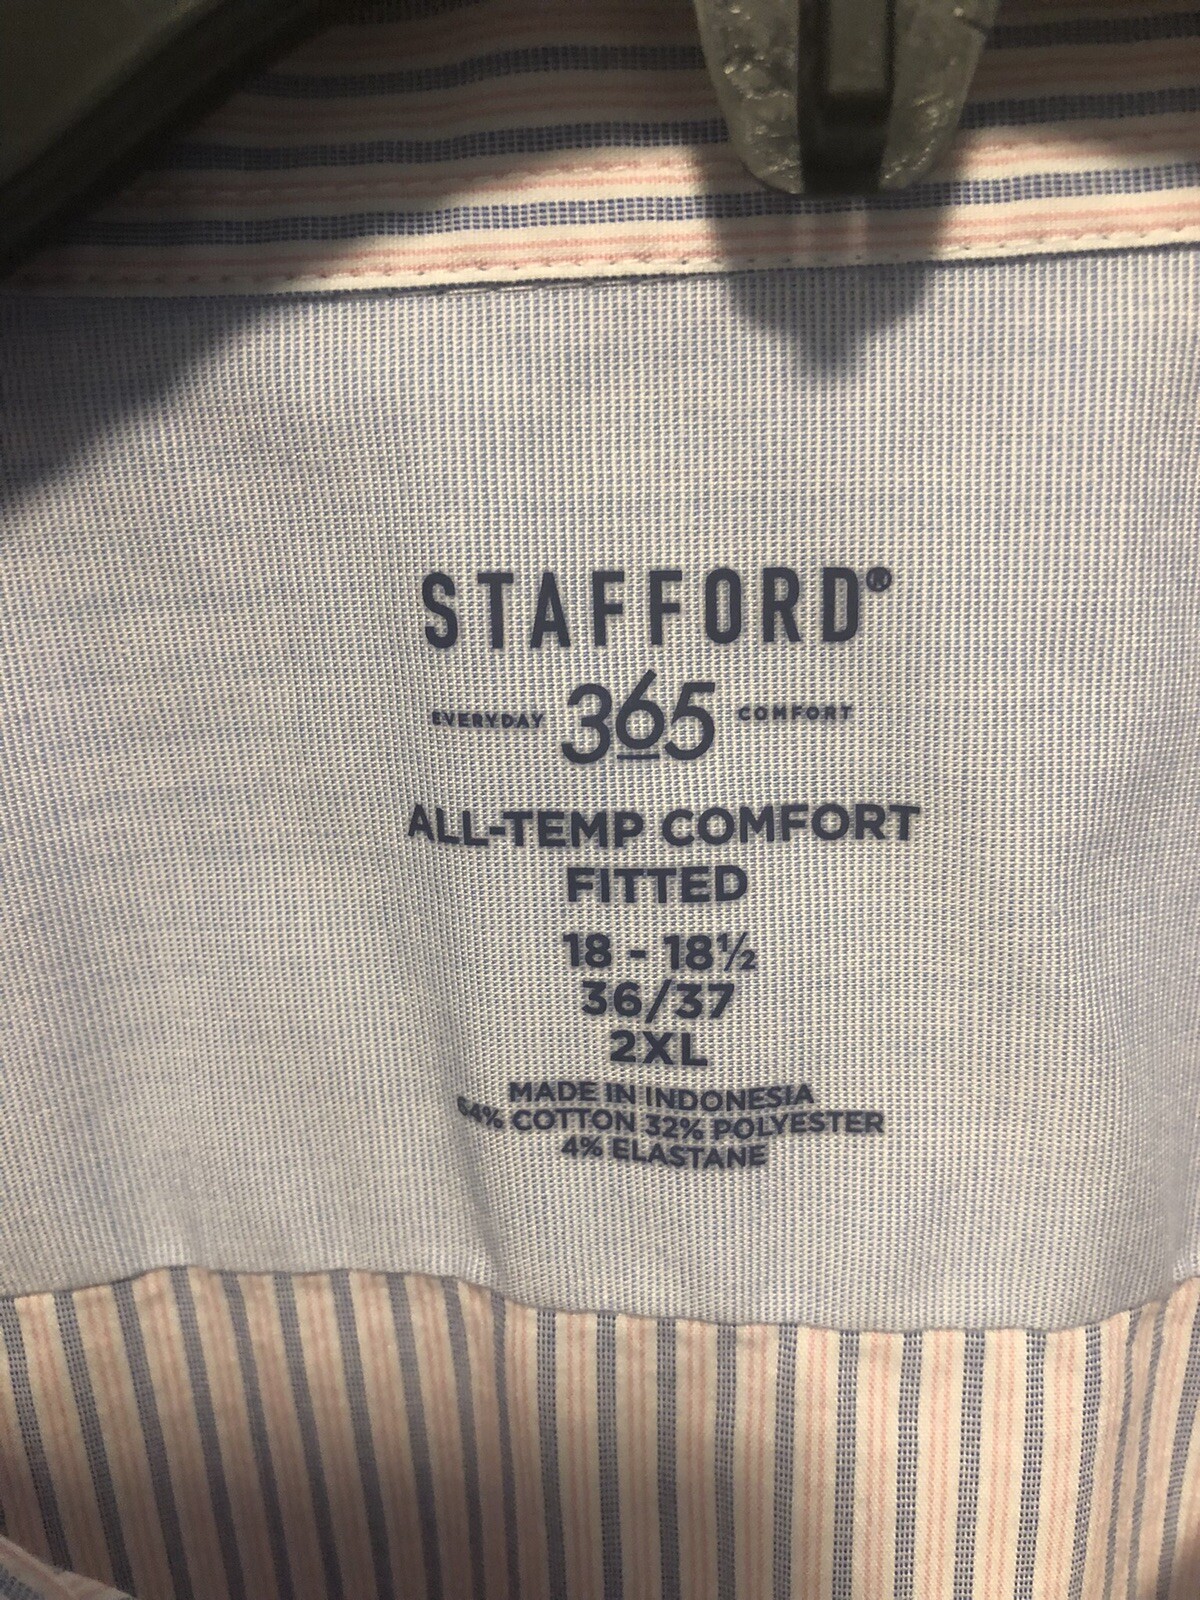 STAFFORD®
EVERYDAY 365 COMFORT
ALL-TEMP COMFORT
FITTED
18 - 18½
36/37
2XL
MADE IN INDONESIA
64% COTTON 32% POLYESTER
4% ELASTANE